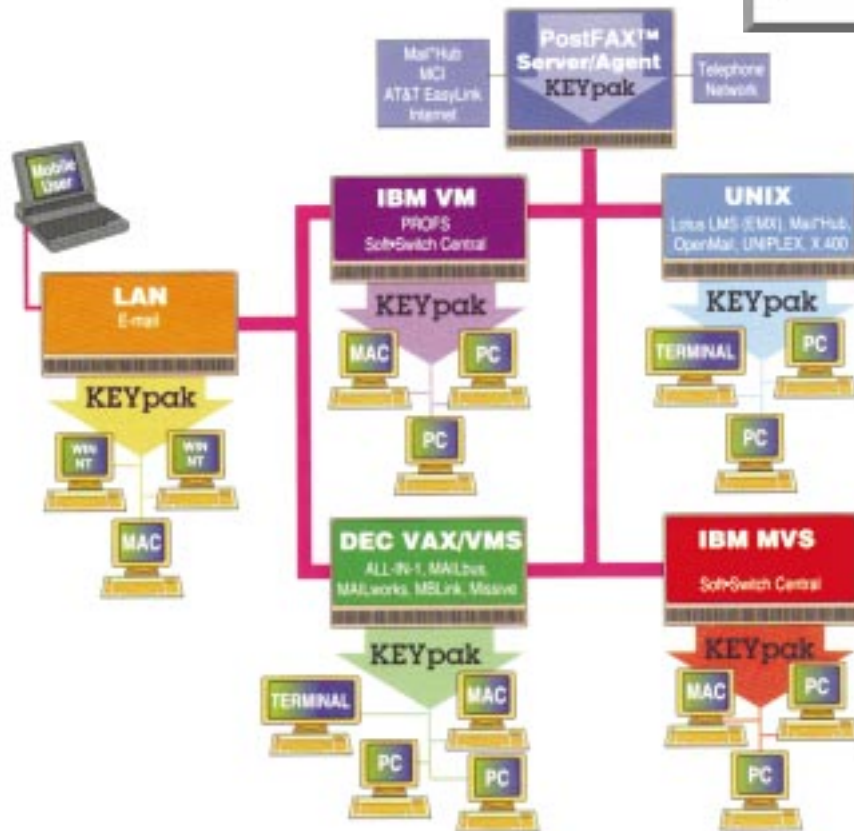 PostFAX™
Server/Agent
KEYpak
Mail*Hub
MCI
AT&T EasyLink
Internet
Telephone
Network
Mobile
User
LAN
E-mail
KEYpak
WIN
NT
WIN
NT
MAC
IBM VM
PROFS
Soft•Switch Central
KEYpak
MAC
PC
PC
UNIX
Lotus LMS (EMX), Mail*Hub,
OpenMail, UNIPLEX, X.400
KEYpak
TERMINAL
PC
PC
DEC VAX/VMS
ALL-IN-1, MAILbus,
MAILworks, MBLink, Missive
KEYpak
TERMINAL
MAC
PC
PC
IBM MVS
Soft•Switch Central
KEYpak
MAC
PC
PC